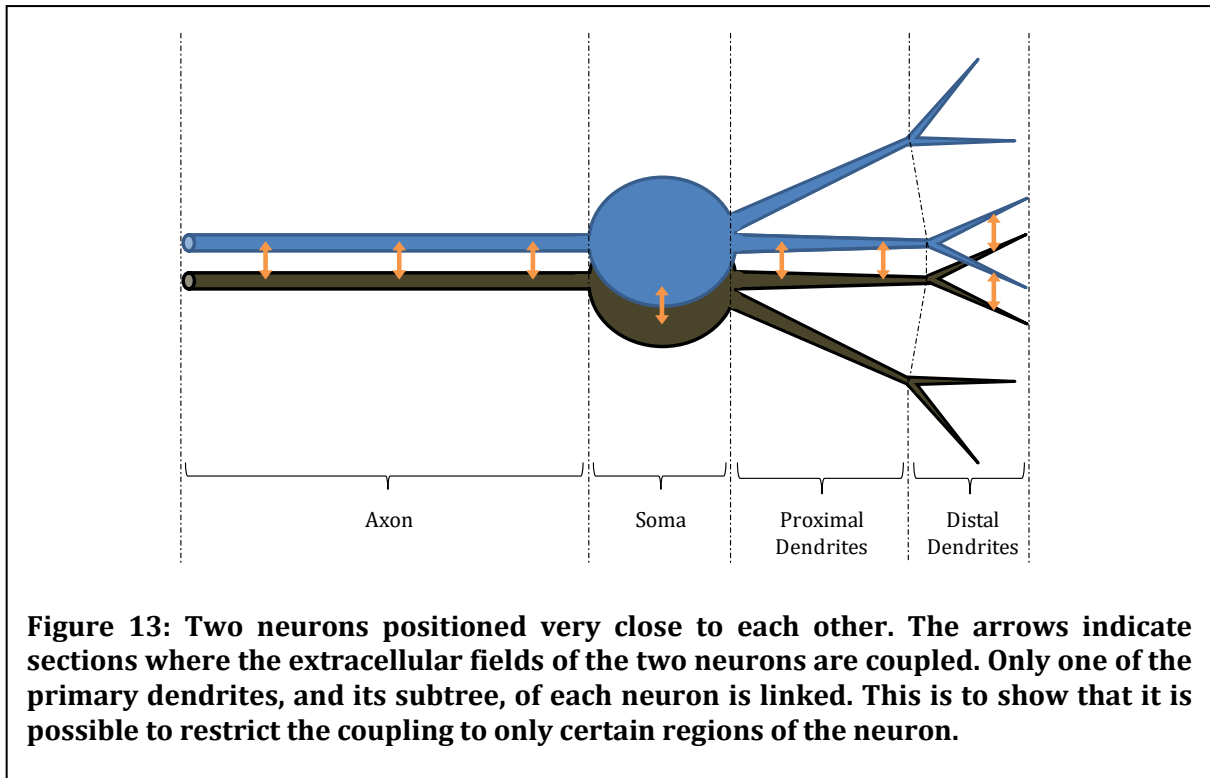 Axon
Soma
Proximal
Dendrites
Distal
Dendrites
Figure 13: Two neurons positioned very close to each other. The arrows indicate
sections where the extracellular fields of the two neurons are coupled. Only one of the
primary dendrites, and its subtree, of each neuron is linked. This is to show that it is
possible to restrict the coupling to only certain regions of the neuron.